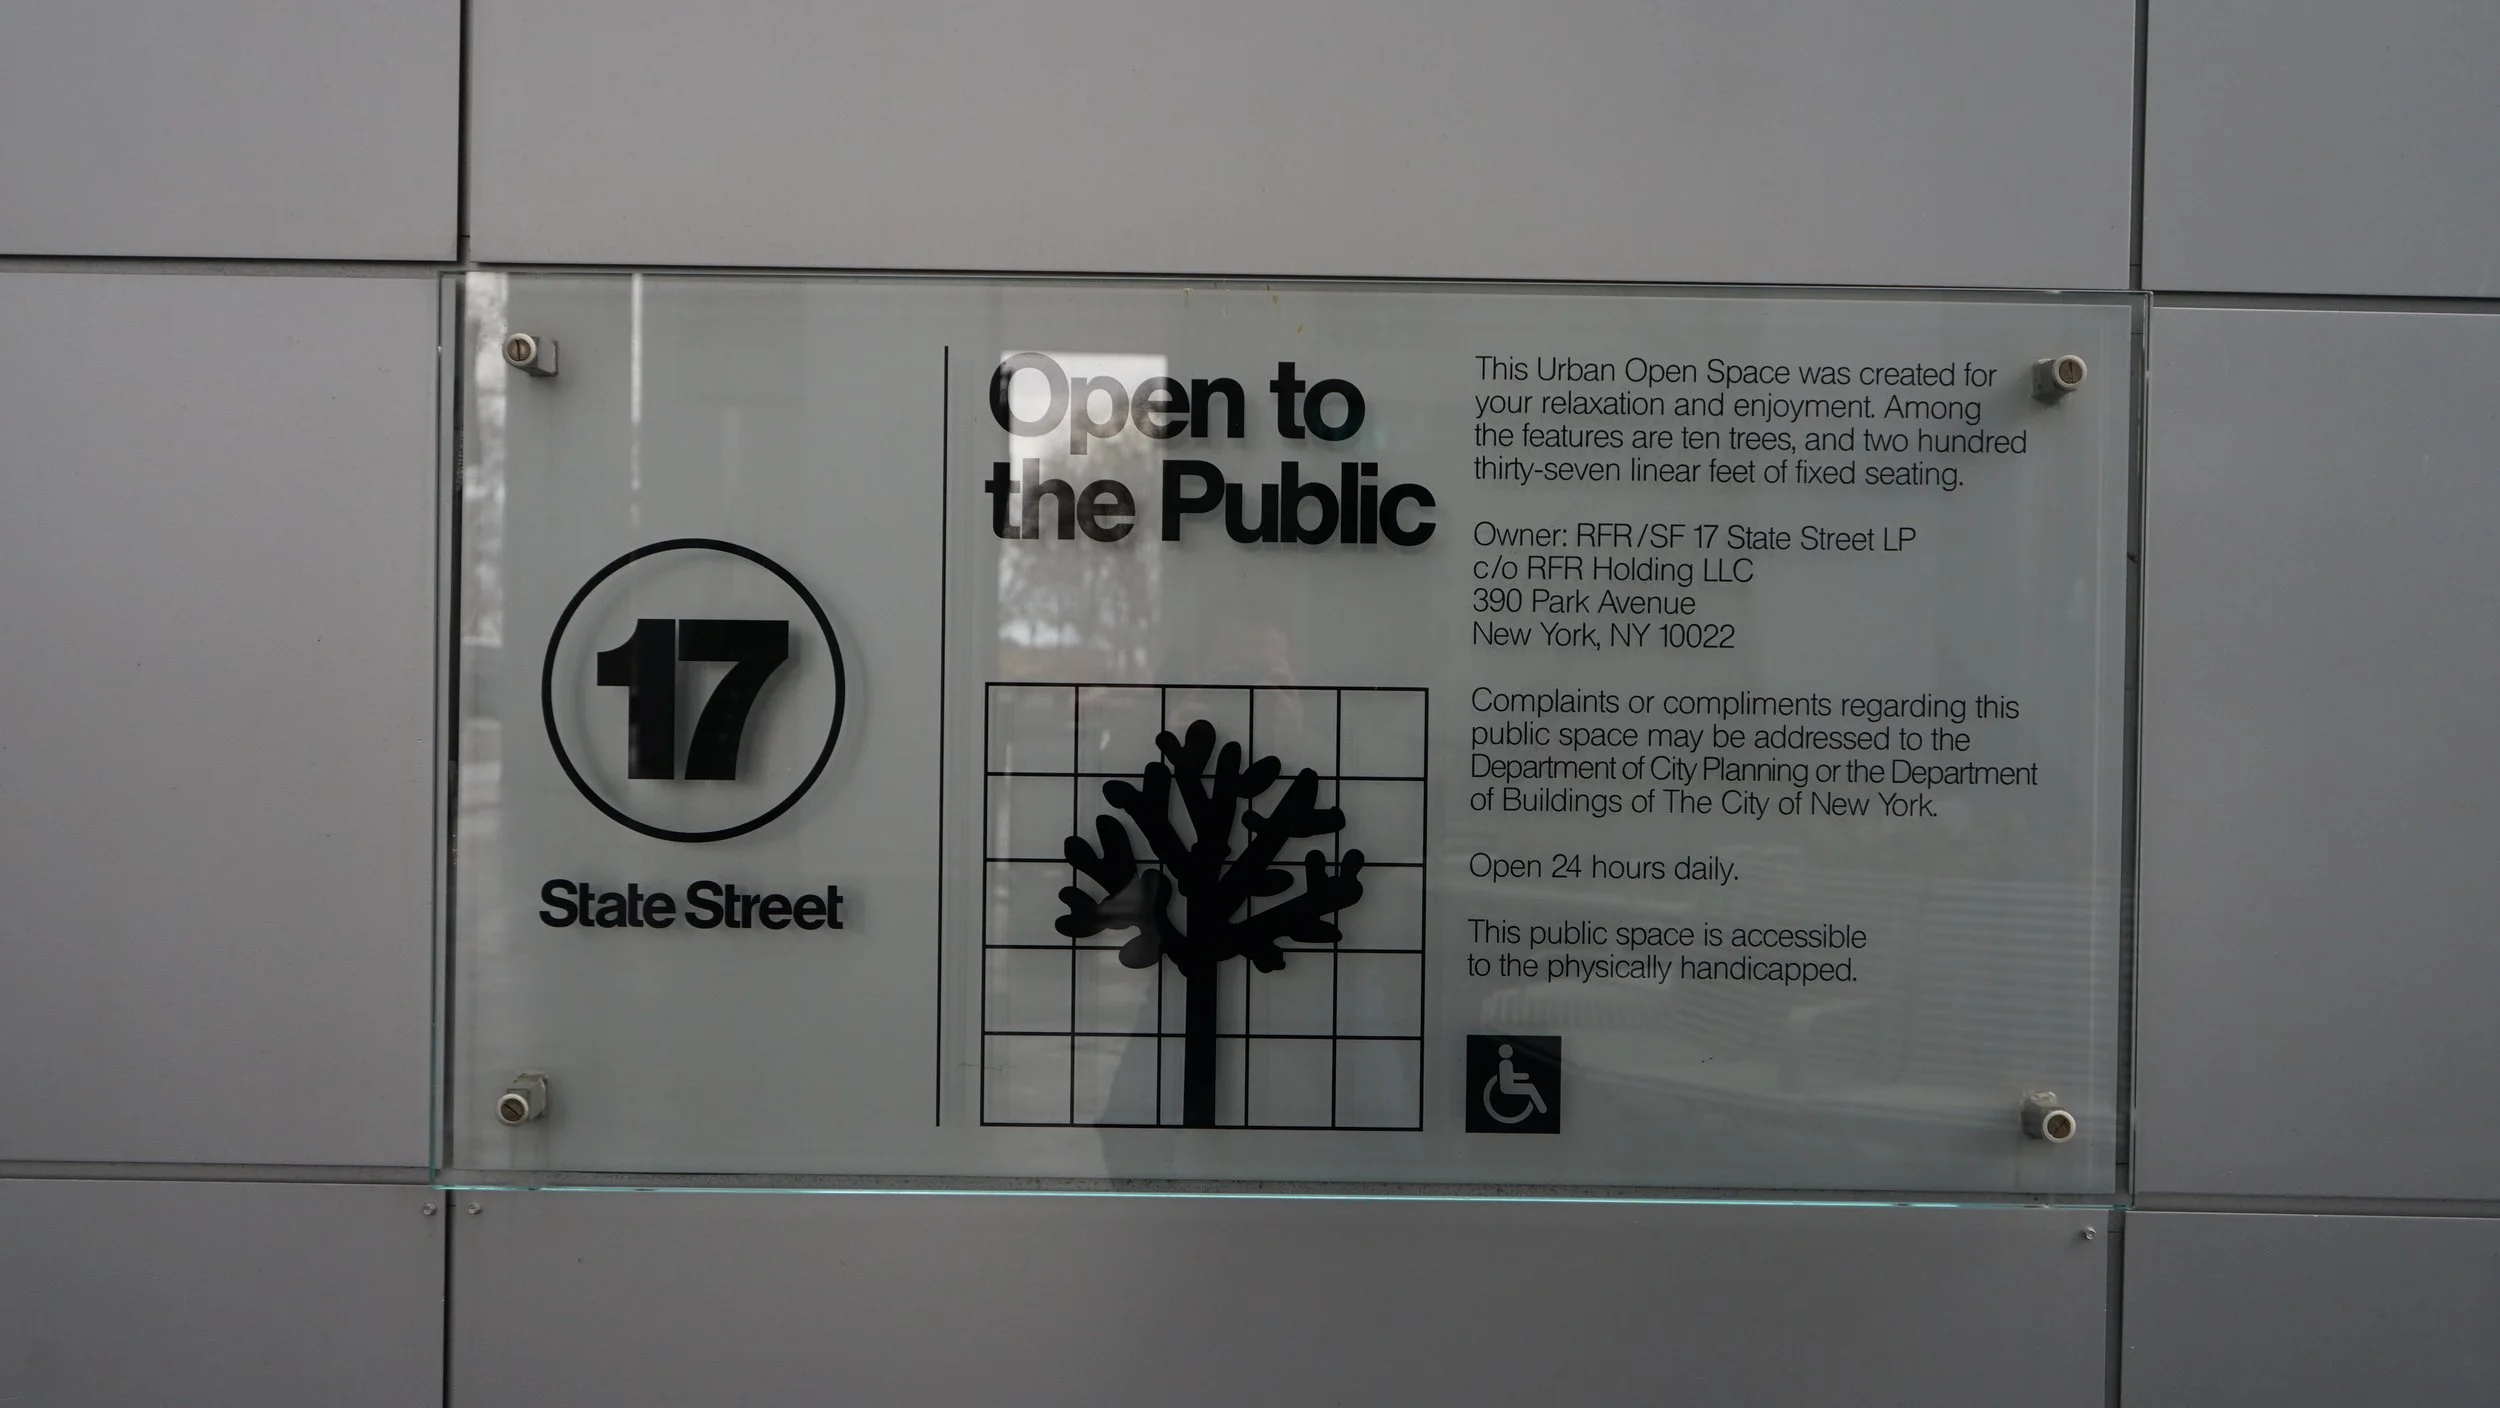 17
State Street
Open to
the Public
This Urban Open Space was created for
your relaxation and enjoyment. Among
the features are ten trees, and two hundred
thirty-seven linear feet of fixed seating.
Owner: RFR/SF 17 State Street LP
c/o RFR Holding LLC
390 Park Avenue
New York, NY 10022
Complaints or compliments regarding this
public space may be addressed to the
Department of City Planning or the Department
of Buildings of The City of New York.
Open 24 hours daily.
This public space is accessible
to the physically handicapped.